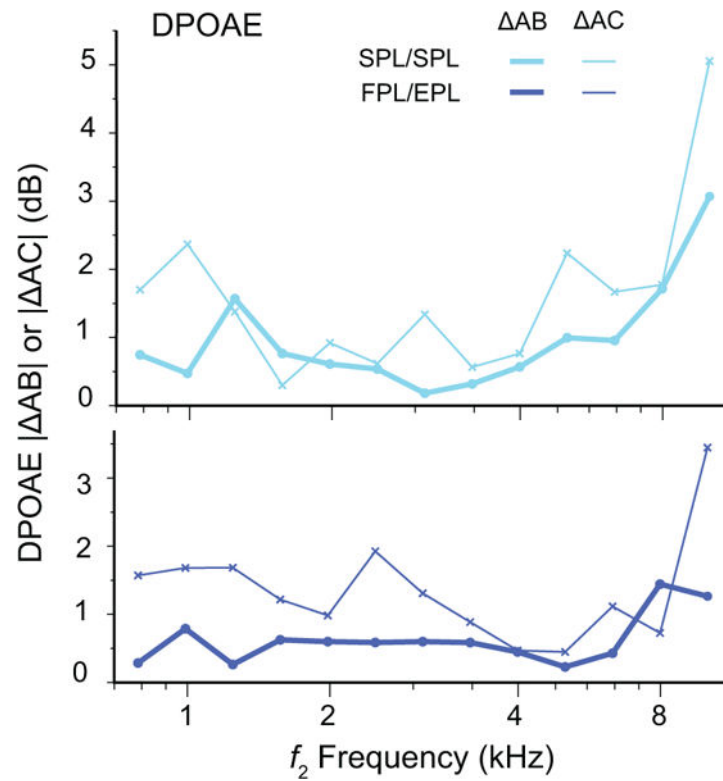 DPOAE ΔAB ΔAC
SPL/SPL
FPL/EPL
DPOAE |ΔAB| or |ΔAC| (dB)
5
4
3
2
1
0
3
2
1
0
1 2 4 8
f₂ Frequency (kHz)